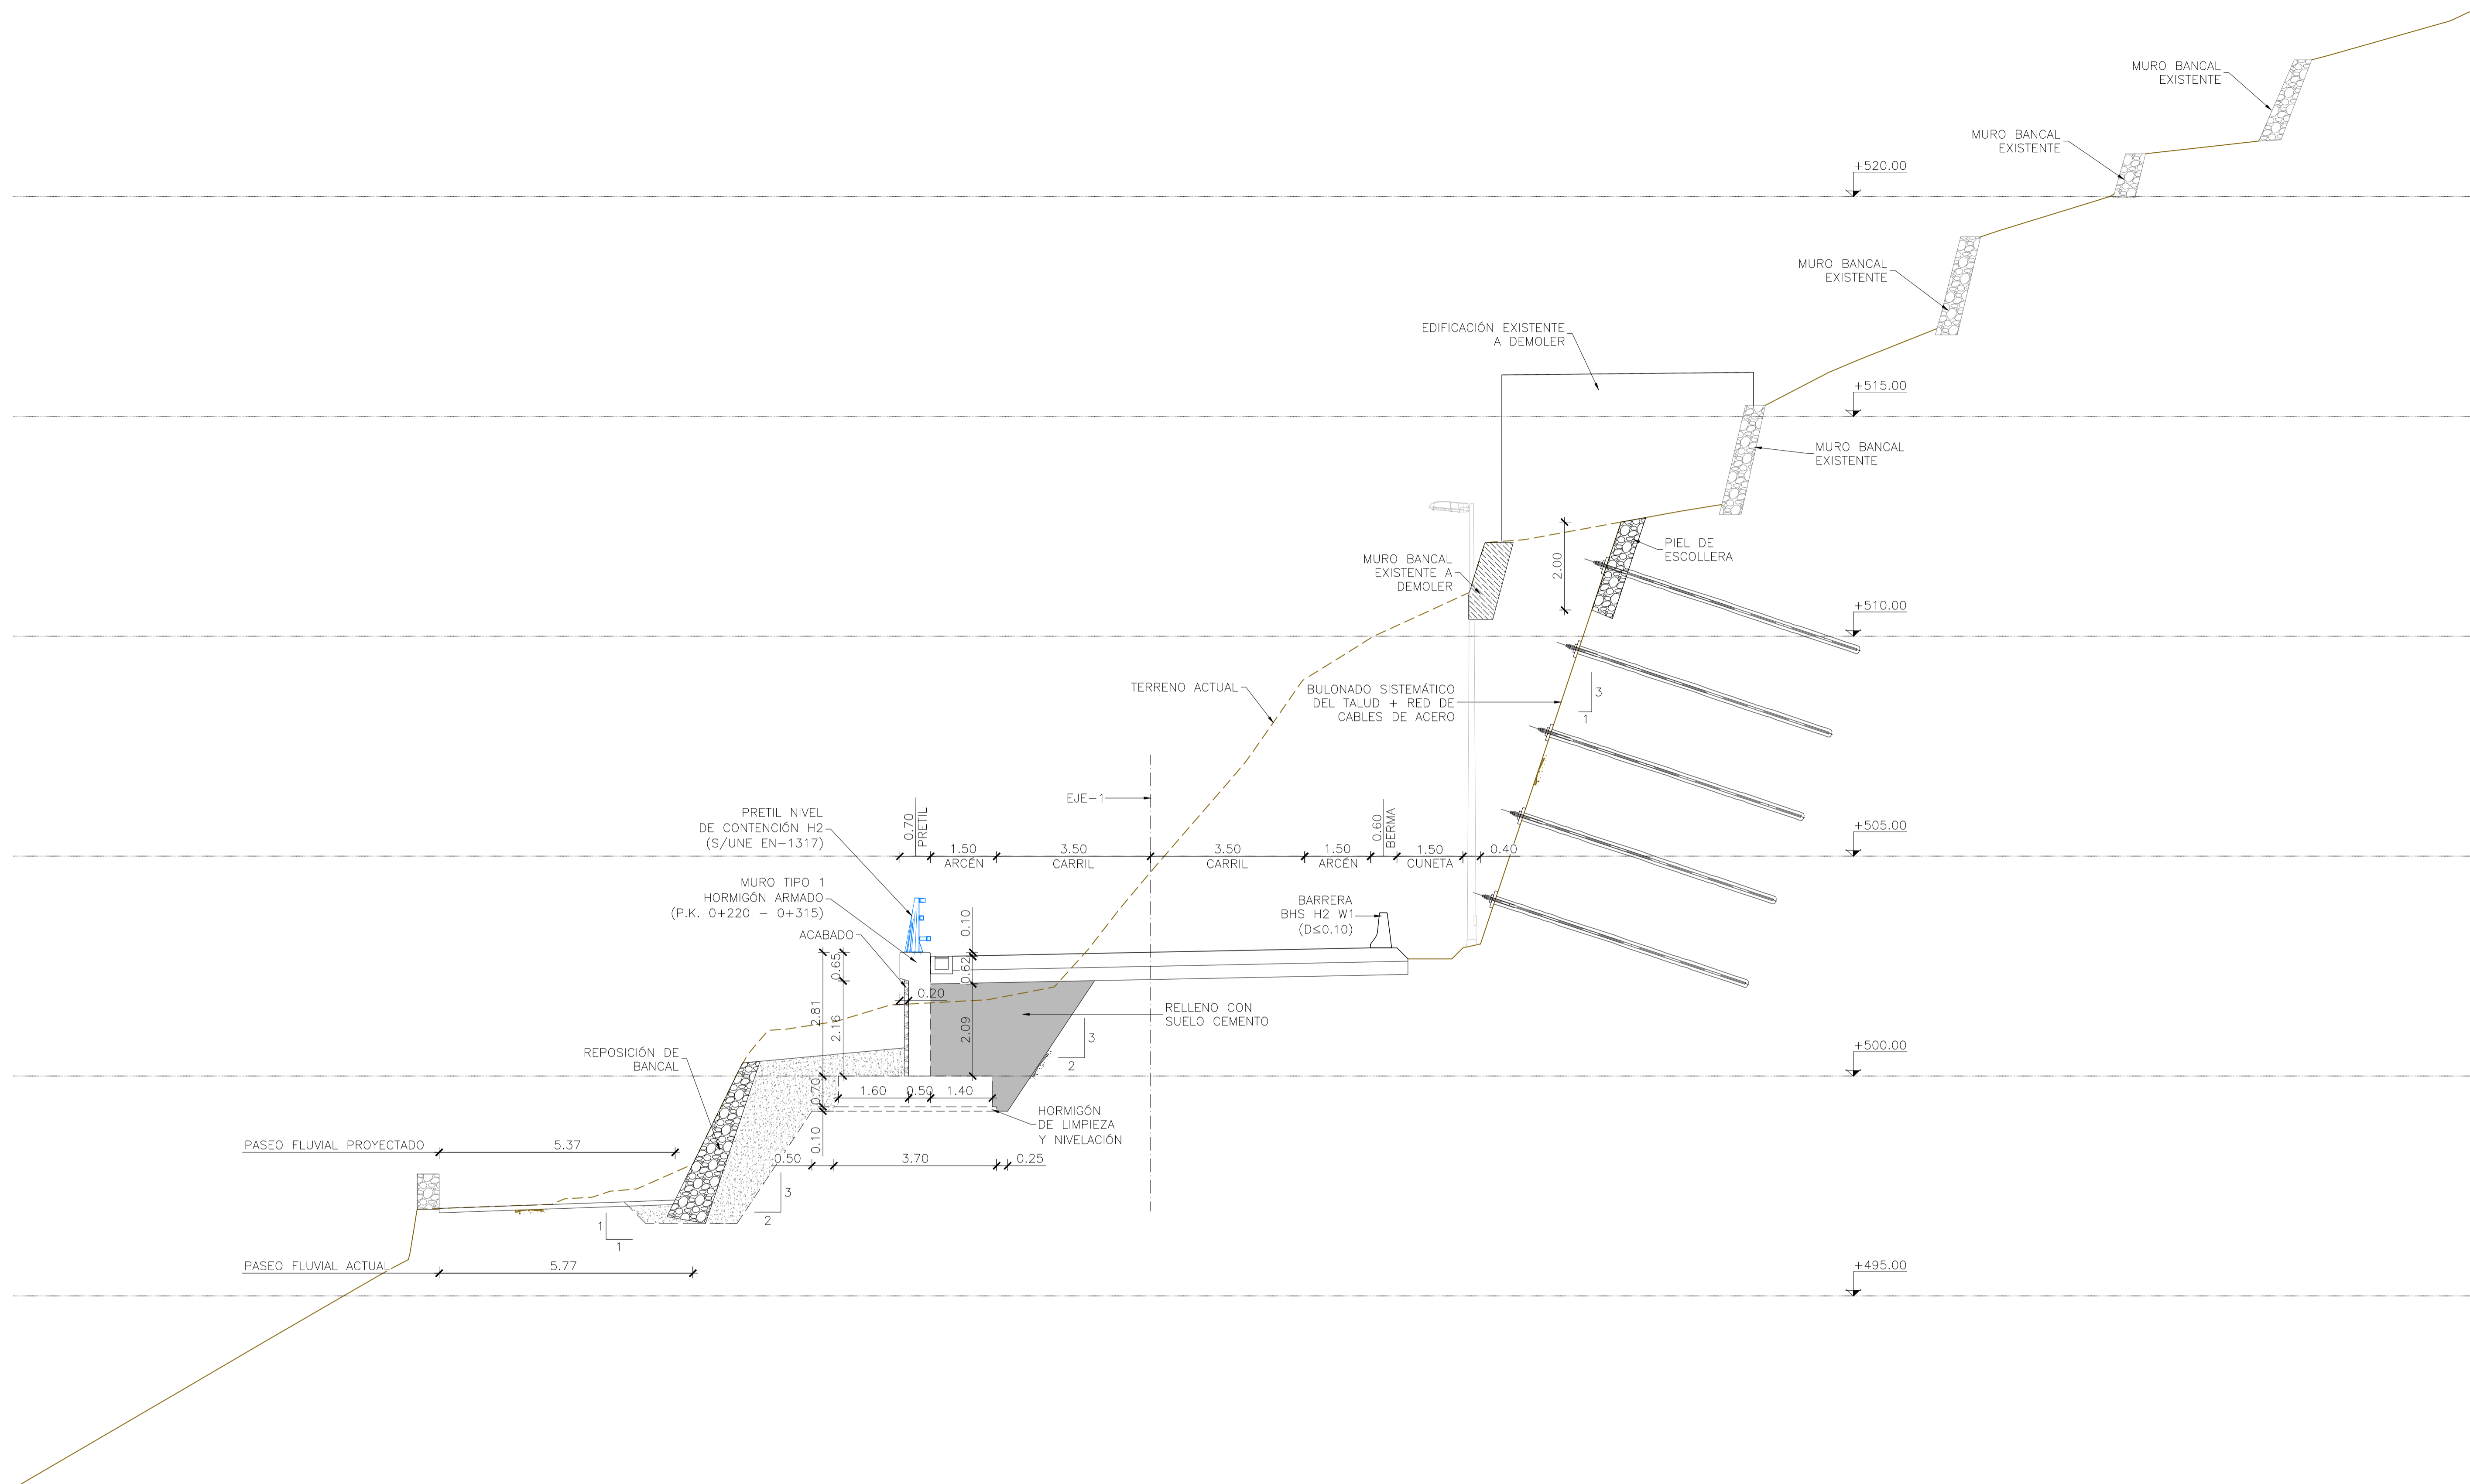 MURO BANCAL
EXISTENTE
MURO BANCAL
EXISTENTE
+520.00
MURO BANCAL
EXISTENTE
EDIFICACIÓN EXISTENTE
A DEMOLER
+515.00
MURO BANCAL
EXISTENTE
MURO BANCAL
EXISTENTE A
DEMOLER
2.00
PIEL DE
ESCOLLERA
+510.00
TERRENO ACTUAL
BULONADO SISTEMÁTICO
DEL TALUD + RED DE
CABLES DE ACERO
3
1
EJE-1
PRETIL NIVEL
DE CONTENCIÓN H2
(S/UNE EN-1317)
0.70
PRETIL
1.50
ARCÉN
3.50
CARRIL
3.50
CARRIL
1.50
ARCÉN
0.60
BERMA
1.50
CUNETA
0.40
+505.00
MURO TIPO 1
HORMIGÓN ARMADO
(P.K. 0+220 - 0+315)
ACABADO
0.10
BARRERA
BHS H2 W1
(D≤0.10)
0.65
0.62
0.20
2.81
2.16
2.09
RELLENO CON
SUELO CEMENTO
3
2
REPOSICIÓN DE
BANCAL
+500.00
0.70
1.60
0.50
1.40
HORMIGÓN
DE LIMPIEZA
Y NIVELACIÓN
0.10
PASEO FLUVIAL PROYECTADO
5.37
0.50
3.70
0.25
3
2
1
1
PASEO FLUVIAL ACTUAL
5.77
+495.00